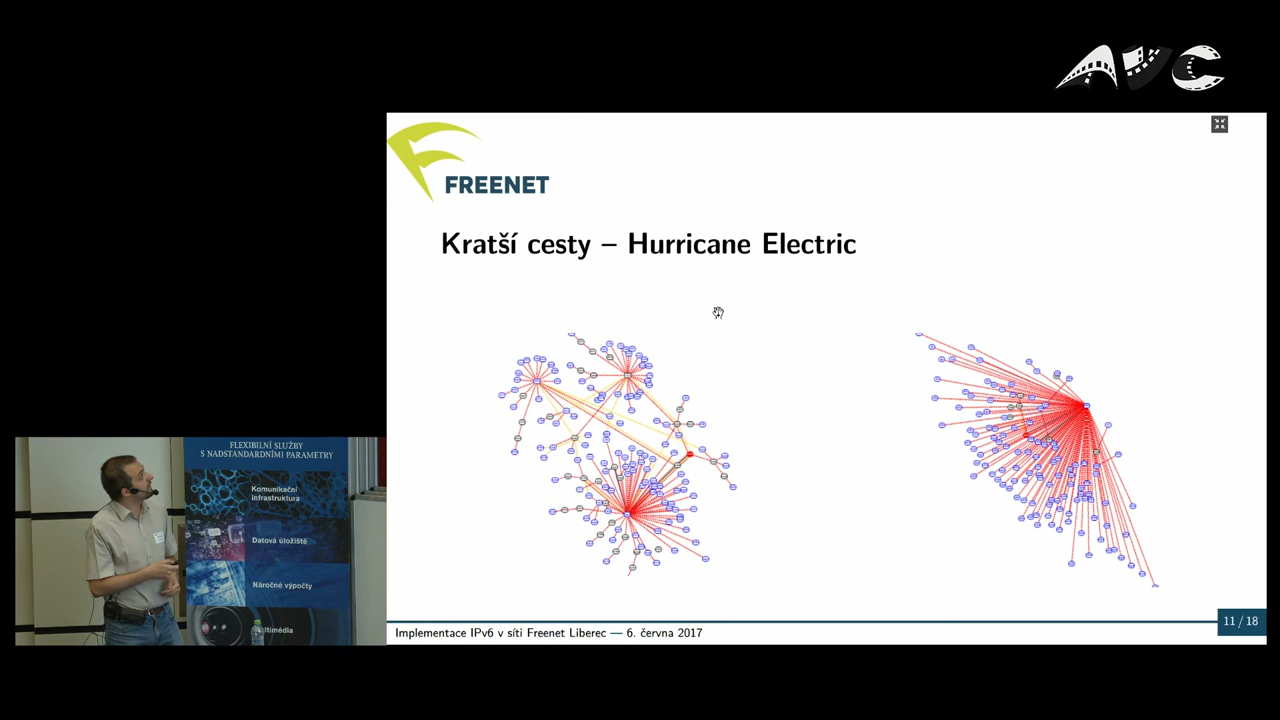 AVC
FREENET
Kratší cesty – Hurricane Electric
FLEXIBILNÍ SLUŽBY
S NADSTANDARDNÍMI PARAMETRY
Komunikační
infrastruktura
Datová úložiště
Náročné výpočty
Implementace IPv6 v síti Freenet Liberec — 6. června 2017
11 / 18